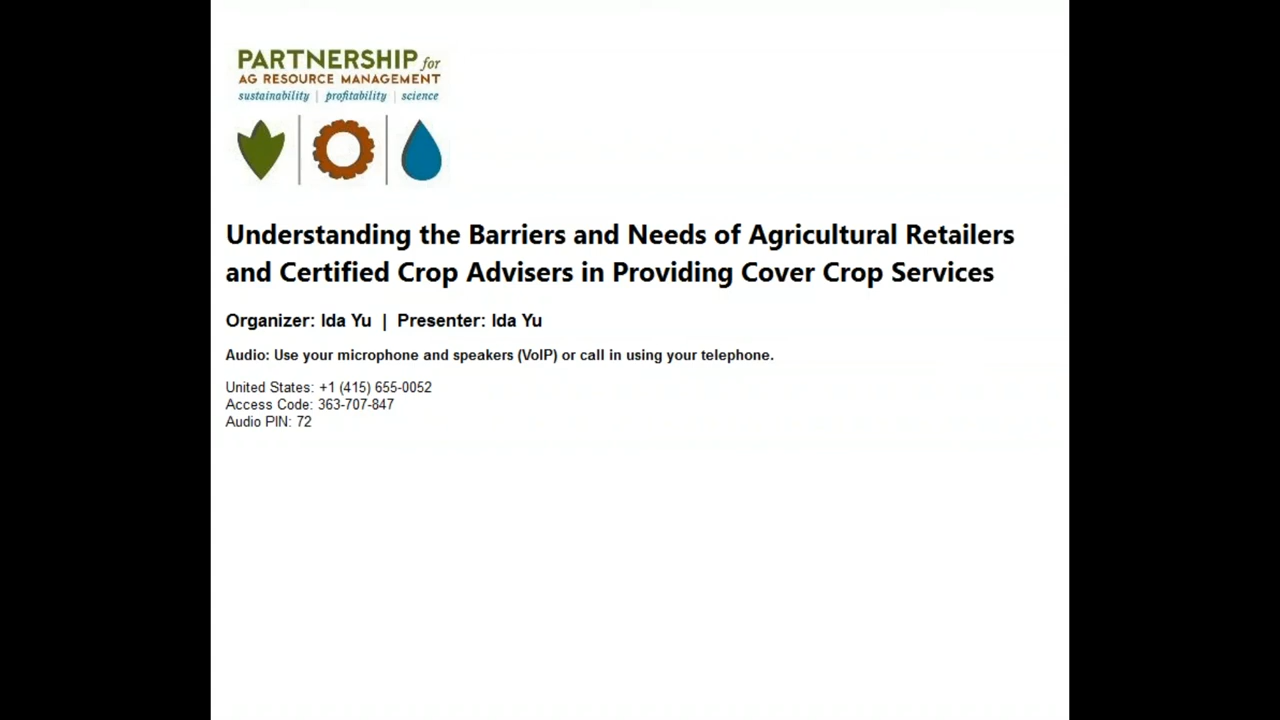 PARTNERSHIP for
AG RESOURCE MANAGEMENT
sustainability | profitability | science
Understanding the Barriers and Needs of Agricultural Retailers
and Certified Crop Advisers in Providing Cover Crop Services
Organizer: Ida Yu | Presenter: Ida Yu
Audio: Use your microphone and speakers (VoIP) or call in using your telephone.
United States: +1 (415) 655-0052
Access Code: 363-707-847
Audio PIN: 72